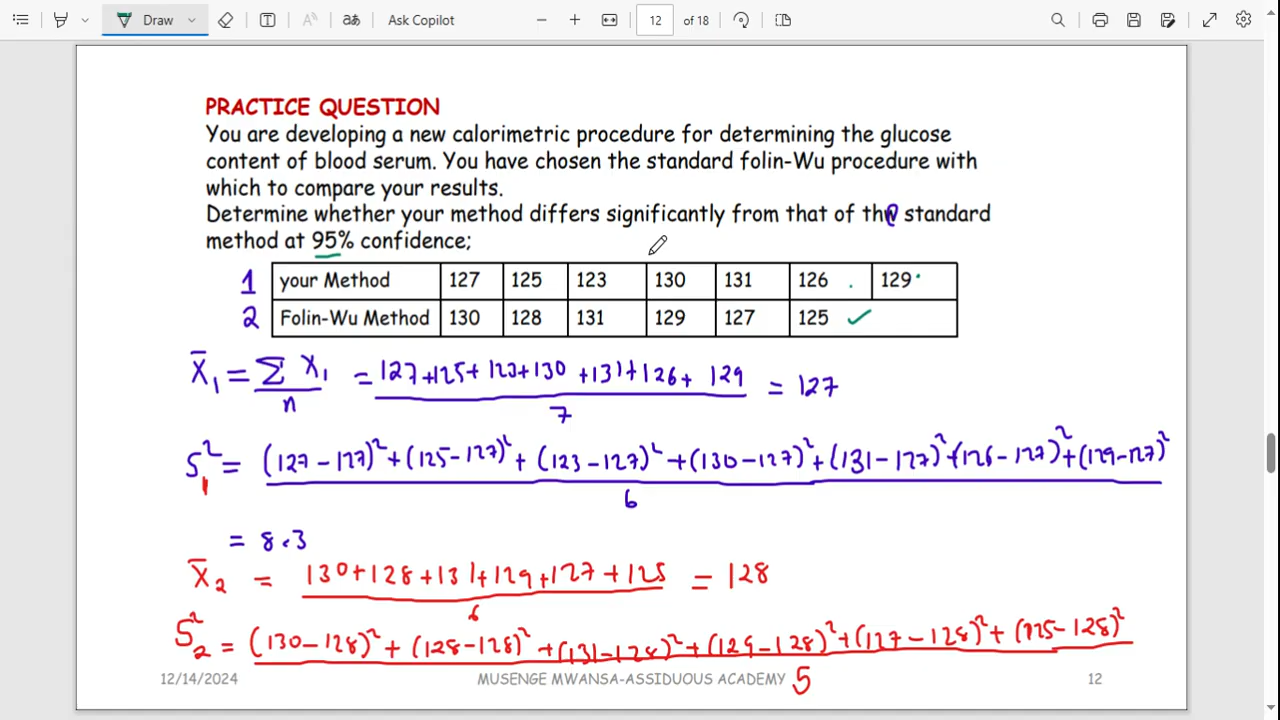 Draw Ask Copilot 12 of 18
PRACTICE QUESTION
You are developing a new calorimetric procedure for determining the glucose
content of blood serum. You have chosen the standard folin-Wu procedure with
which to compare your results.
Determine whether your method differs significantly from that of the standard
method at 95% confidence;
1 your Method 127 125 123 130 131 126 . 129 .
2 Folin-Wu Method 130 128 131 129 127 125 ✓
X̄₁ = Σ X₁ / n = 127+125+123+130+131+126+129 / 7 = 127
S₁² = (127-127)²+(125-127)²+(123-127)²+(130-127)²+(131-127)²+(126-127)²+(129-127)² / 6
= 8.3
X̄₂ = 130+128+131+129+127+125 / 6 = 128
S₂² = (130-128)²+(128-128)²+(131-128)²+(129-128)²+(127-128)²+(125-128)² / 5
12/14/2024 MUSENGE MWANSA-ASSIDUOUS ACADEMY 12